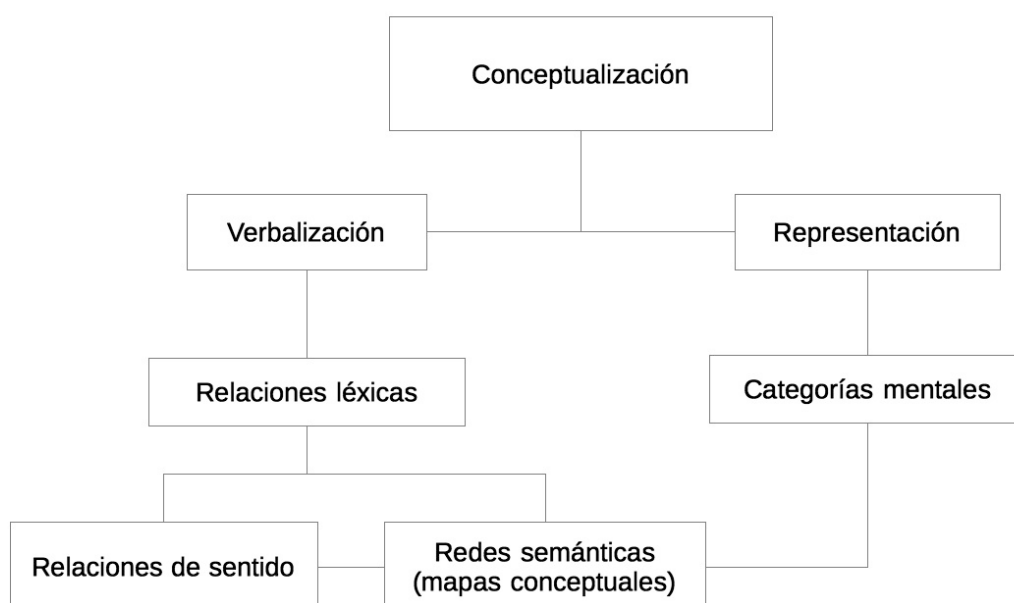 Conceptualización
Verbalización
Representación
Relaciones léxicas
Categorías mentales
Relaciones de sentido
Redes semánticas
(mapas conceptuales)